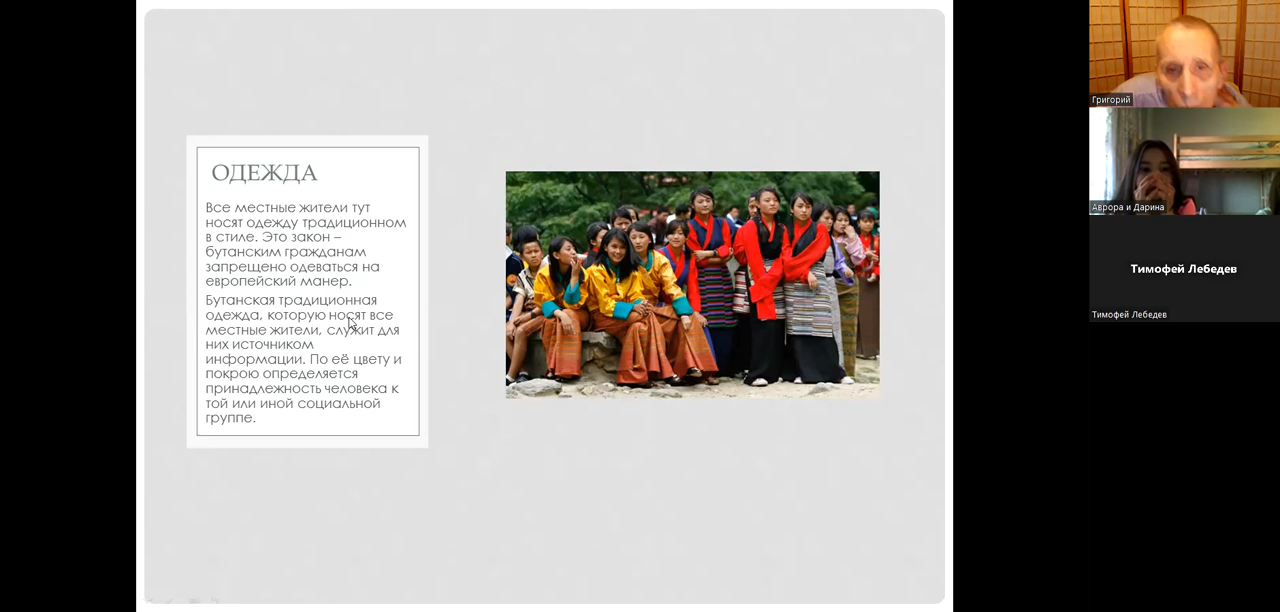 ОДЕЖДА
Все местные жители тут
носят одежду традиционном
в стиле. Это закон –
бутанским гражданам
запрещено одеваться на
европейский манер.
Бутанская традиционная
одежда, которую носят все
местные жители, служит для
них источником
информации. По её цвету и
покрою определяется
принадлежность человека к
той или иной социальной
группе.
Григорий
Аврора и Дарина
Тимофей Лебедев
Тимофей Лебедев